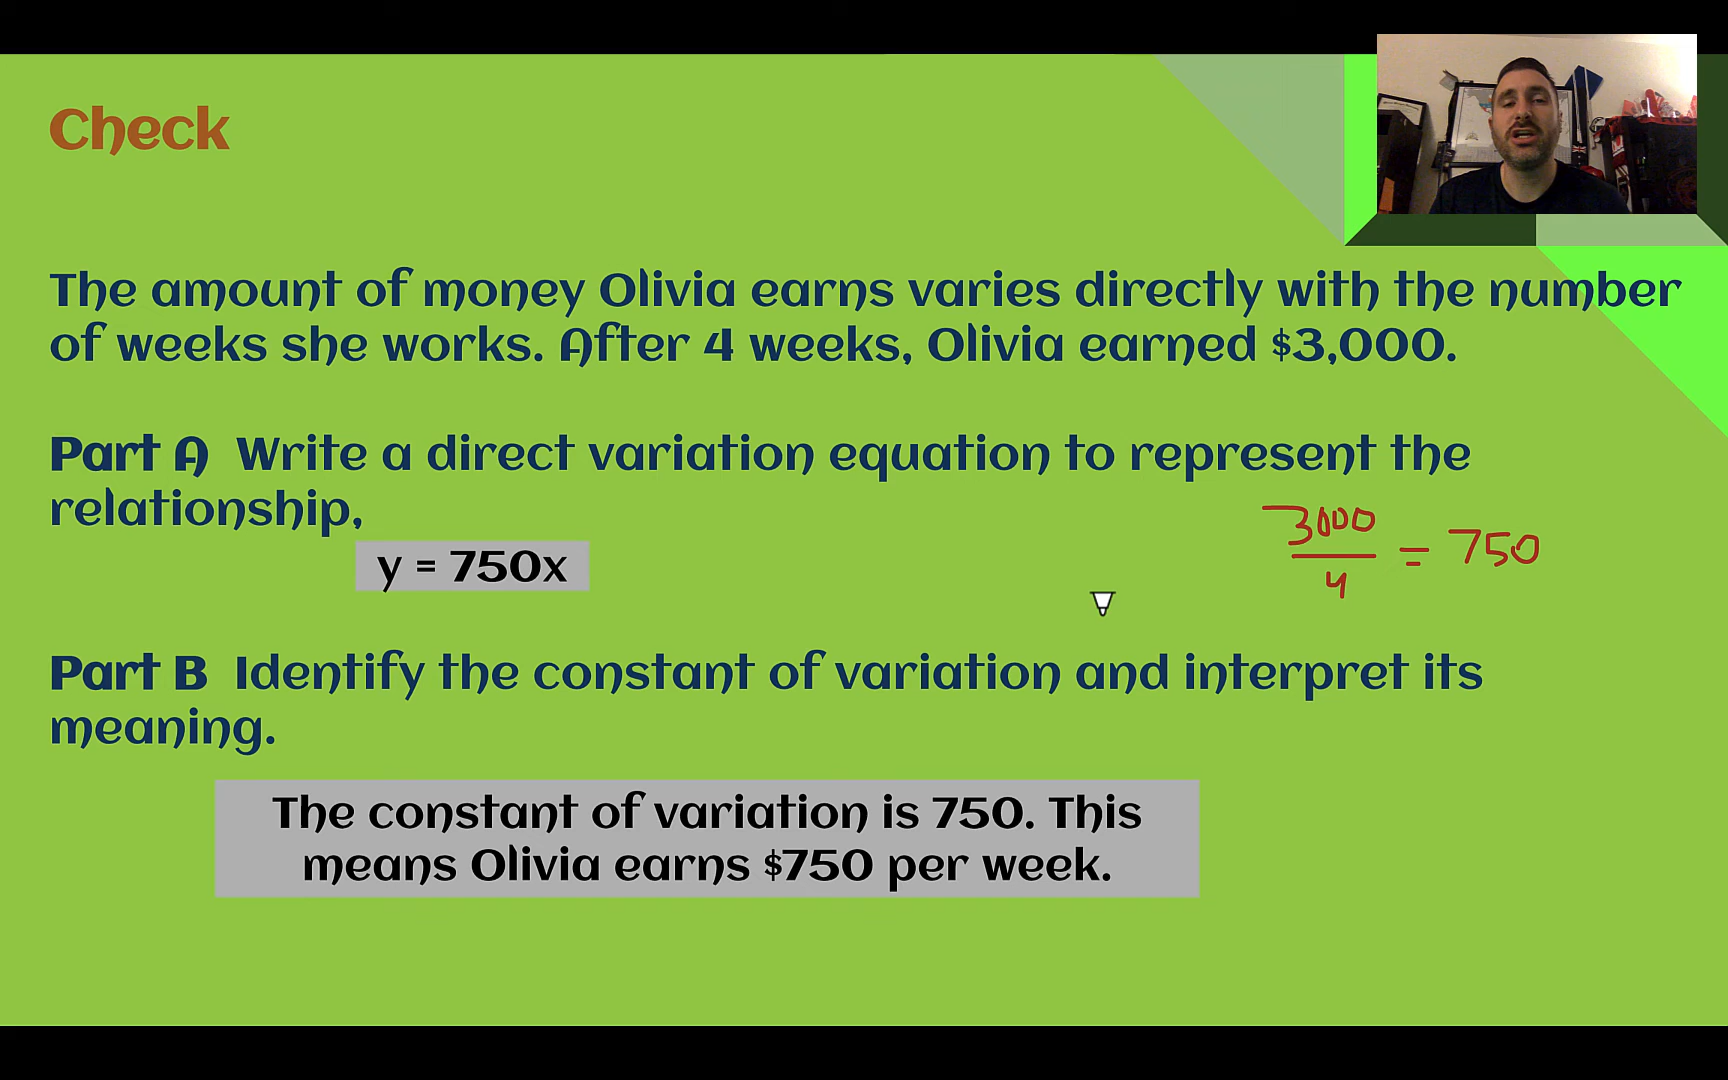 Check
The amount of money Olivia earns varies directly with the number
of weeks she works. After 4 weeks, Olivia earned $3,000.
Part A Write a direct variation equation to represent the
relationship,
y = 750x
3000
4
= 750
Part B Identify the constant of variation and interpret its
meaning.
The constant of variation is 750. This
means Olivia earns $750 per week.